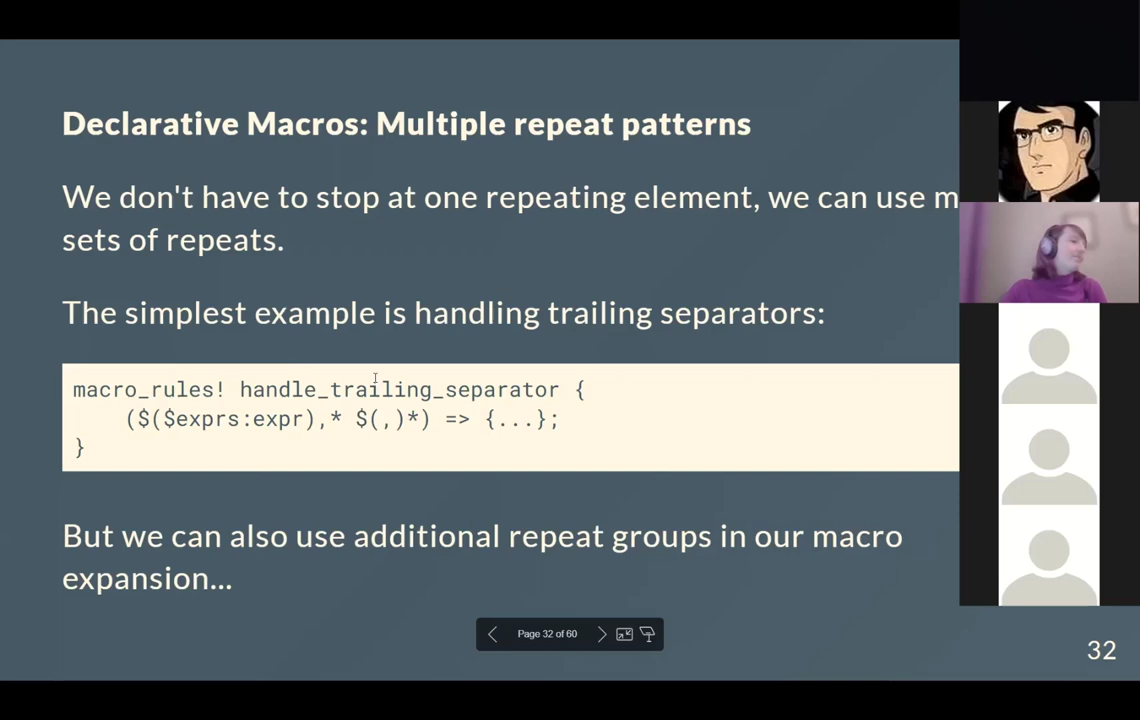 Declarative Macros: Multiple repeat patterns
We don't have to stop at one repeating element, we can use m
sets of repeats.
The simplest example is handling trailing separators:
macro_rules! handle_trailing_separator {
    ($($exprs:expr),* $(,)*) => {...};
}
But we can also use additional repeat groups in our macro
expansion...
Page 32 of 60
32